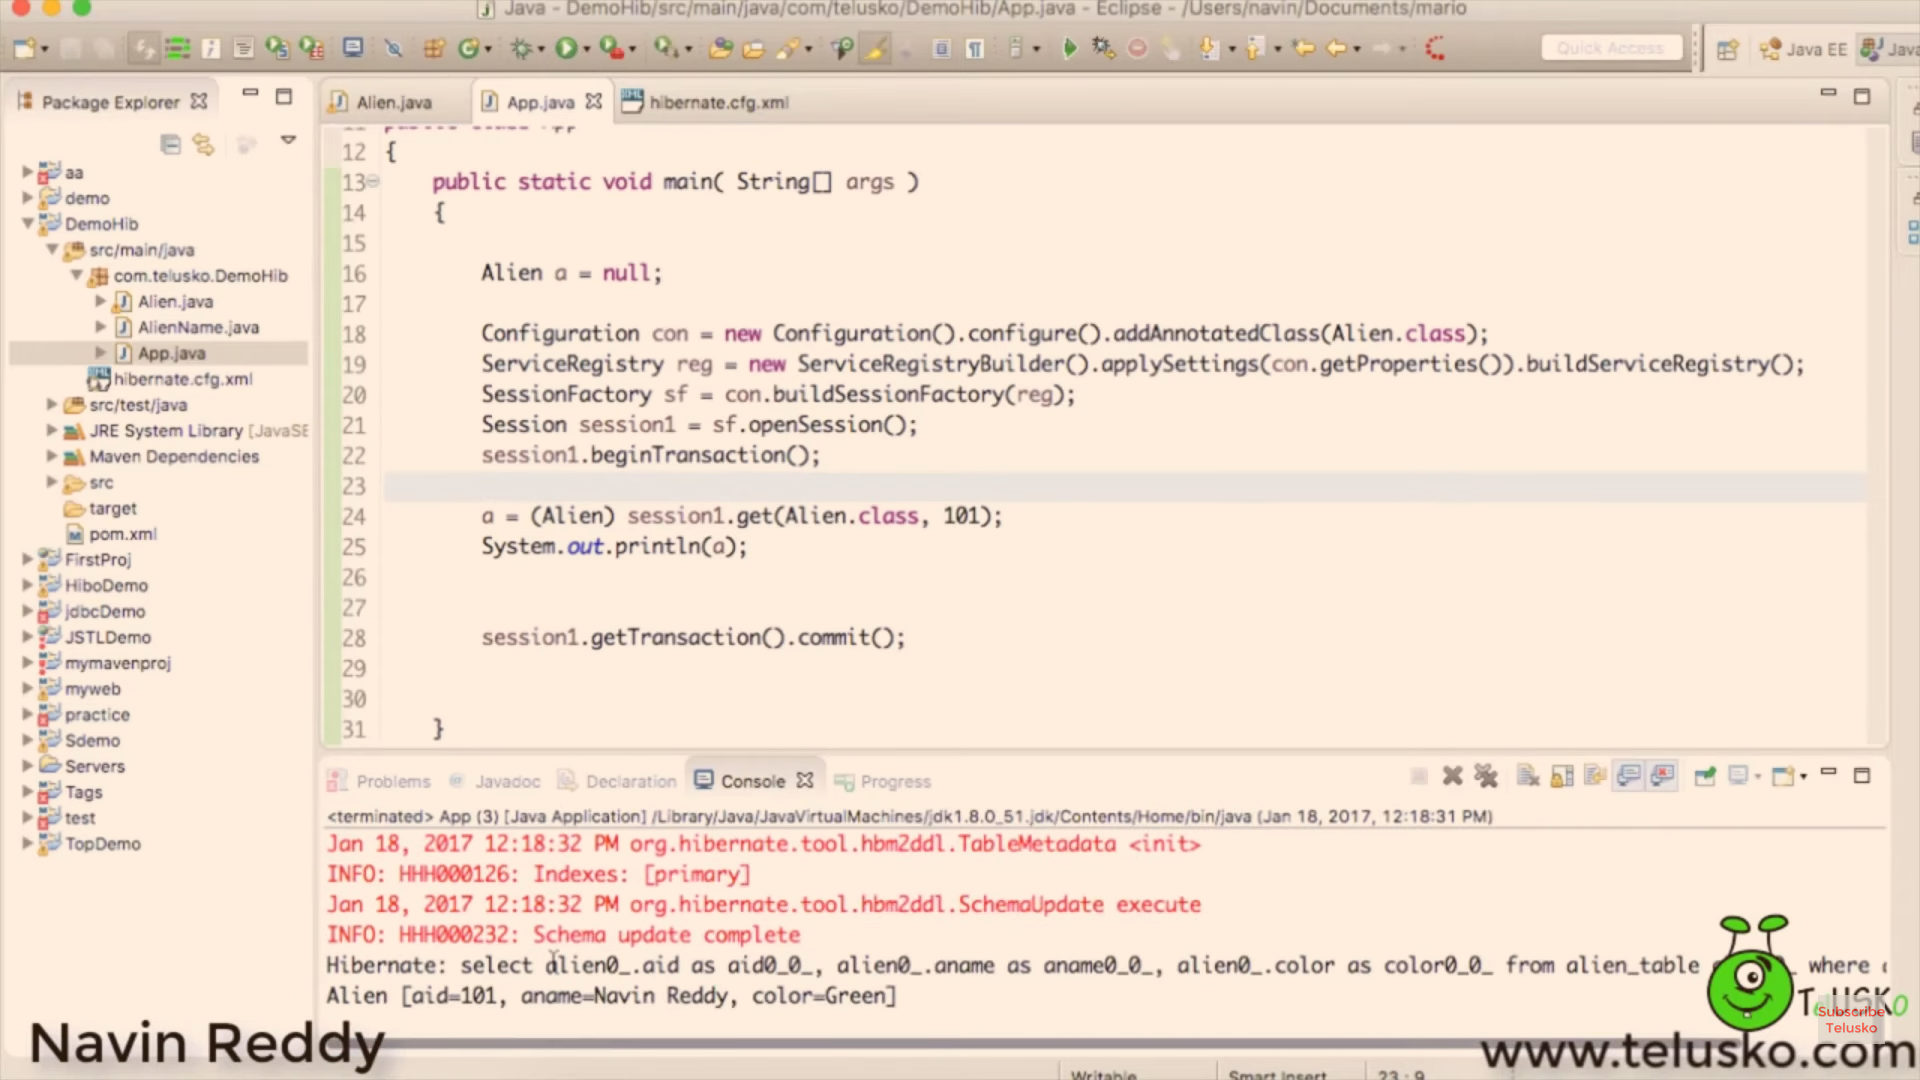 Java - DemoHib/src/main/java/com/telusko/DemoHib/App.java - Eclipse - /Users/navin/Documents/mario
Quick Access
Java EE
Java
Package Explorer
Alien.java
App.java
hibernate.cfg.xml
aa
demo
DemoHib
src/main/java
com.telusko.DemoHib
Alien.java
AlienName.java
App.java
hibernate.cfg.xml
src/test/java
JRE System Library [JavaSE
Maven Dependencies
src
target
pom.xml
FirstProj
HiboDemo
jdbcDemo
JSTLDemo
mymavenproj
myweb
practice
Sdemo
Servers
Tags
test
TopDemo
12 {
13 public static void main( String[] args )
14 {
15
16 Alien a = null;
17
18 Configuration con = new Configuration().configure().addAnnotatedClass(Alien.class);
19 ServiceRegistry reg = new ServiceRegistryBuilder().applySettings(con.getProperties()).buildServiceRegistry();
20 SessionFactory sf = con.buildSessionFactory(reg);
21 Session session1 = sf.openSession();
22 session1.beginTransaction();
23
24 a = (Alien) session1.get(Alien.class, 101);
25 System.out.println(a);
26
27
28 session1.getTransaction().commit();
29
30
31 }
Problems
Javadoc
Declaration
Console
Progress
<terminated> App (3) [Java Application] /Library/Java/JavaVirtualMachines/jdk1.8.0_51.jdk/Contents/Home/bin/java (Jan 18, 2017, 12:18:31 PM)
Jan 18, 2017 12:18:32 PM org.hibernate.tool.hbm2ddl.TableMetadata <init>
INFO: HHH000126: Indexes: [primary]
Jan 18, 2017 12:18:32 PM org.hibernate.tool.hbm2ddl.SchemaUpdate execute
INFO: HHH000232: Schema update complete
Hibernate: select alien0_.aid as aid0_0_, alien0_.aname as aname0_0_, alien0_.color as color0_0_ from alien_table where
Alien [aid=101, aname=Navin Reddy, color=Green]
Subscribe
Telusko
Navin Reddy
www.telusko.com
Writable
Smart Insert
23 : 9